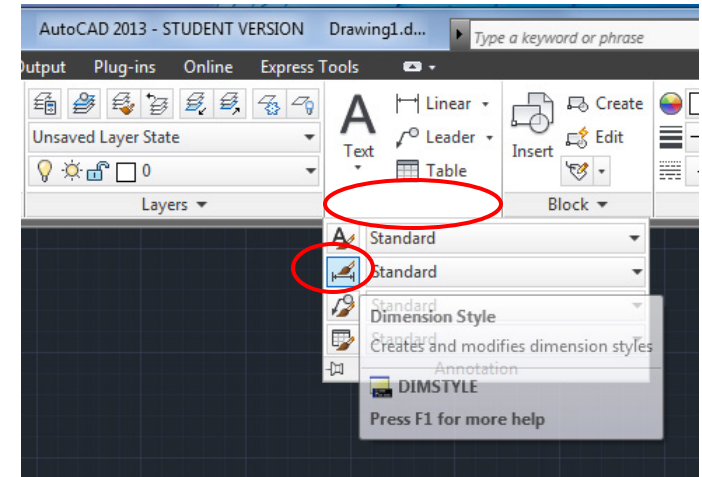 AutoCAD 2013 - STUDENT VERSION Drawing1.d... Type a keyword or phrase
Output Plug-ins Online Express Tools
Linear Create
Unsaved Layer State A Leader Edit
Text Insert
0 Table
Layers Block
Standard
Standard
Standard
Dimension Style
Standard
Creates and modifies dimension styles
Annotation
DIMSTYLE
Press F1 for more help